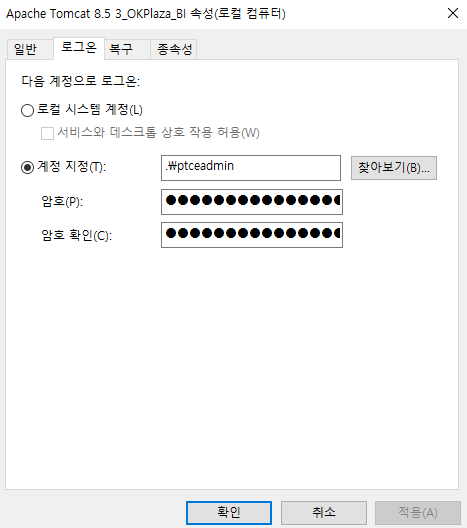 Apache Tomcat 8.5 3_OKPlaza_BI 속성(로컬 컴퓨터)
일반 로그온 복구 종속성
다음 계정으로 로그온:
로컬 시스템 계정(L)
서비스와 데스크톱 상호 작용 허용(W)
계정 지정(T): .₩ptceadmin 찾아보기(B)...
암호(P): ●●●●●●●●●●●●●●●
암호 확인(C): ●●●●●●●●●●●●●●●
확인 취소 적용(A)